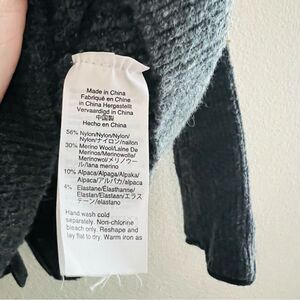 Made in China
Fabriqué en Chine
in China Hergestellt
Vervaardigd in China
中国製
Hecho en China
56% Nylon/Nylon/Nylon/
Nylon/ナイロン/nailon
30% Merino Wool/Laine De
Merinos/Merinowolle/
Merinowol/メリノウー
ル/lana merino
10% Alpaca/Alpaga/Alpaka/
Alpaca/アルパカ/alpaca
4% Elastane/Elasthanne/
Elastan/Elastaan/エラス
テーン/elastano
Hand wash cold
separately. Non-chlorine
bleach only. Reshape and
lay flat to dry. Warm iron as